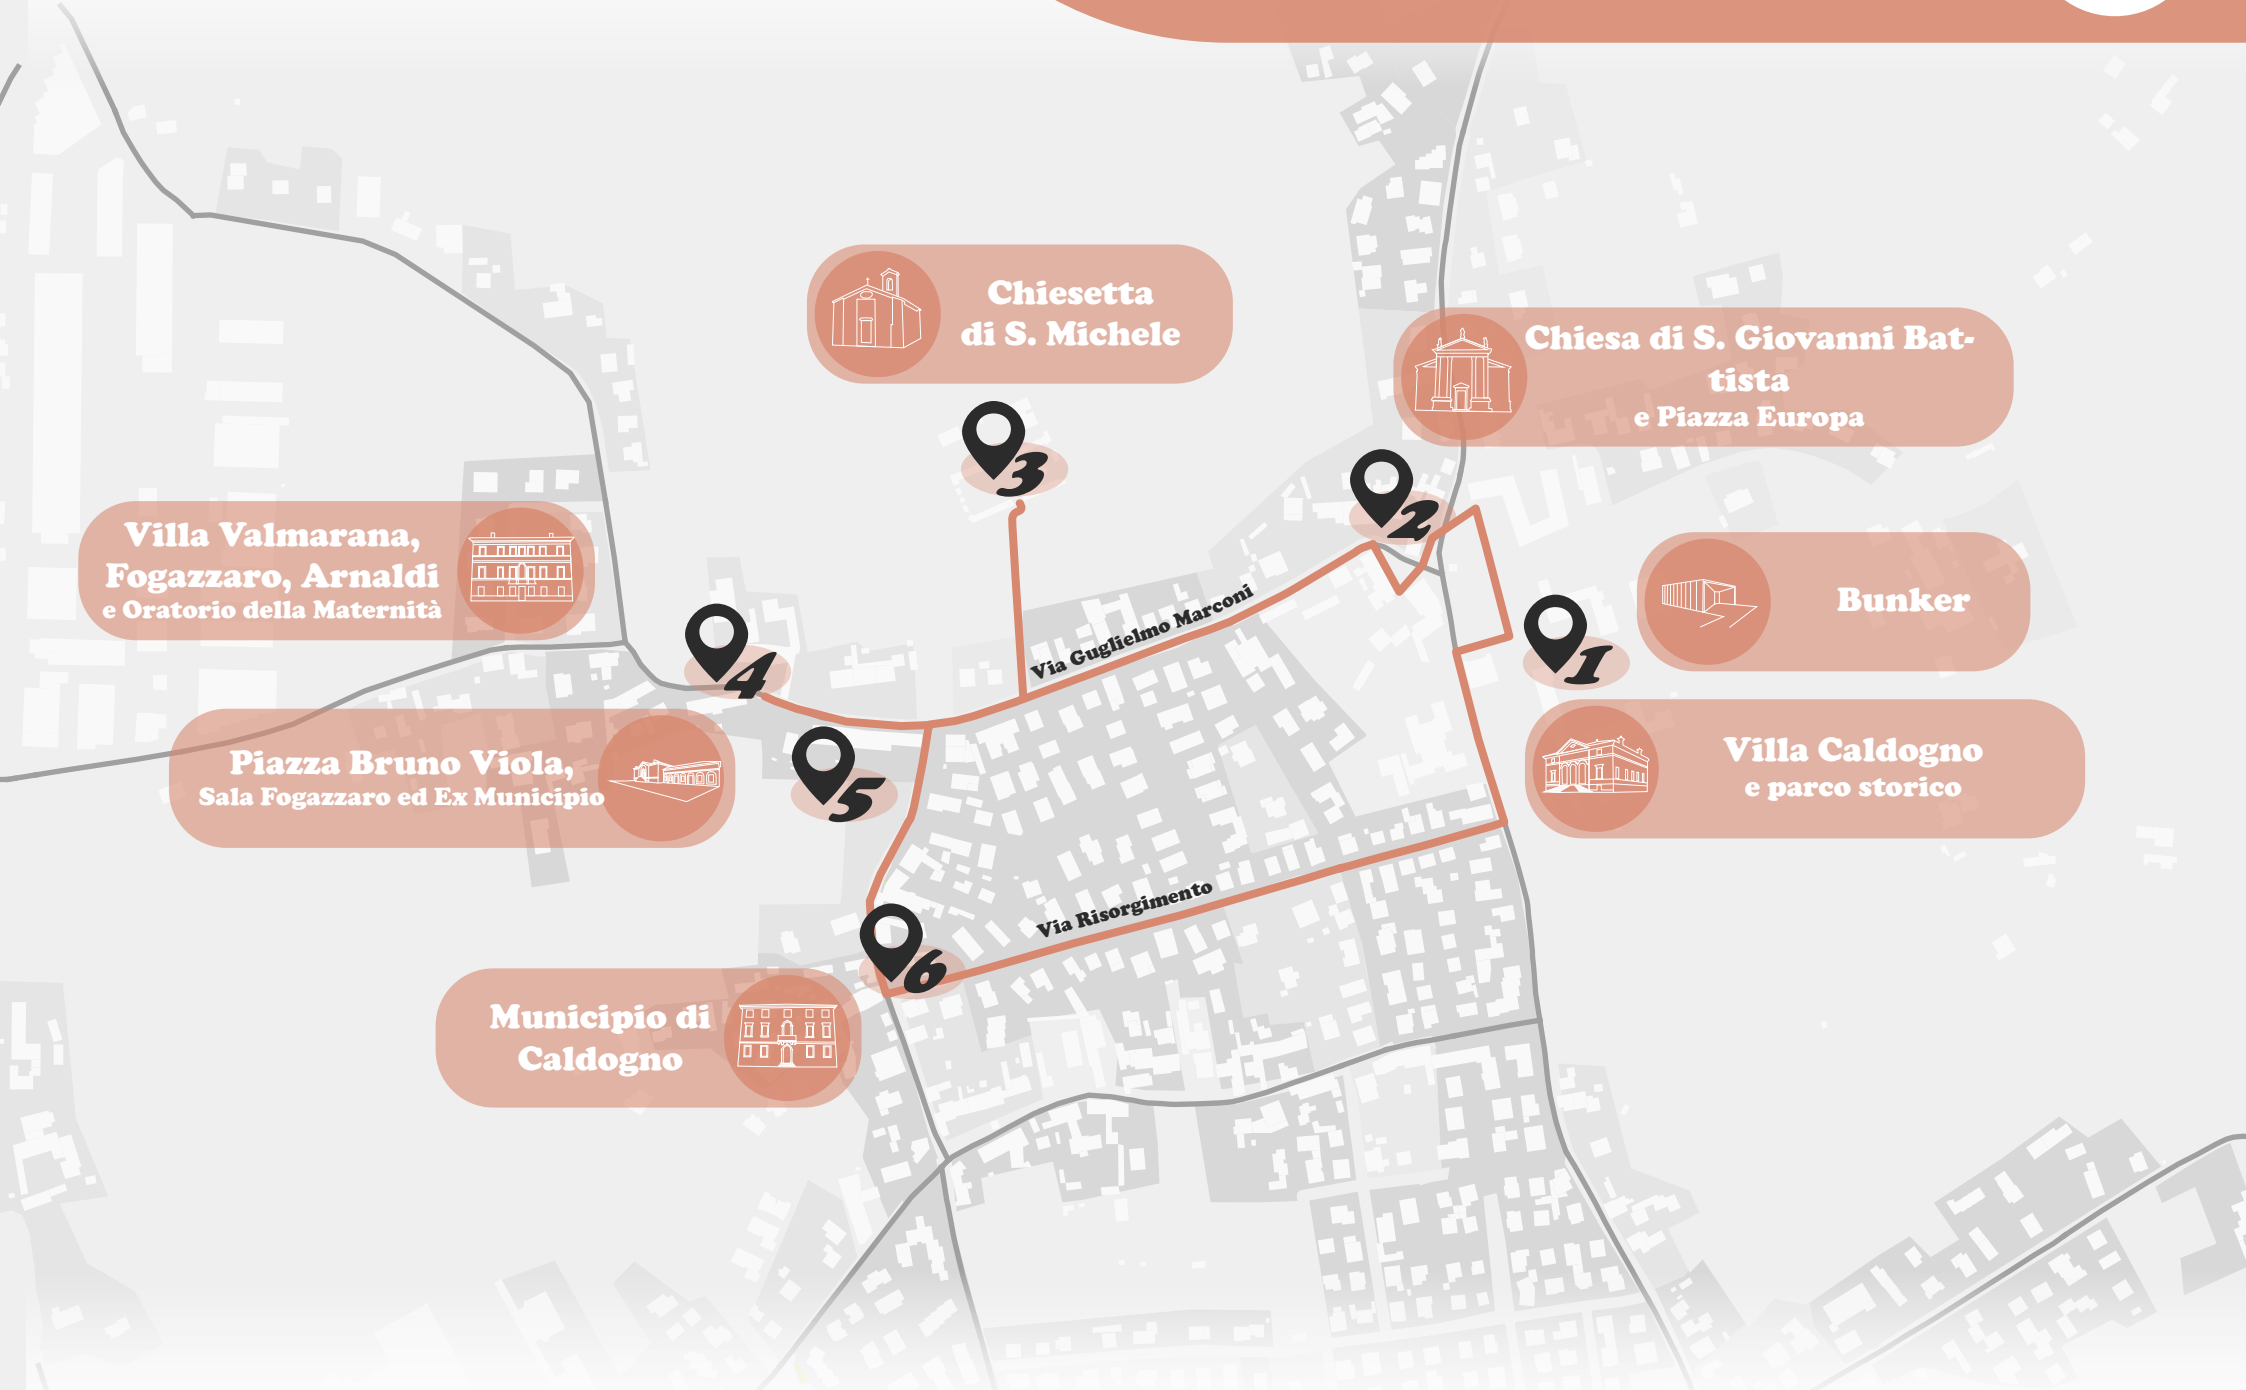 Chiesetta
di S. Michele
3
Chiesa di S. Giovanni Bat-
tista
e Piazza Europa
2
Villa Valmarana,
Fogazzaro, Arnaldi
e Oratorio della Maternità
4
Via Guglielmo Marconi
1
Bunker
Villa Caldogno
e parco storico
Piazza Bruno Viola,
Sala Fogazzaro ed Ex Municipio
5
Via Risorgimento
6
Municipio di
Caldogno